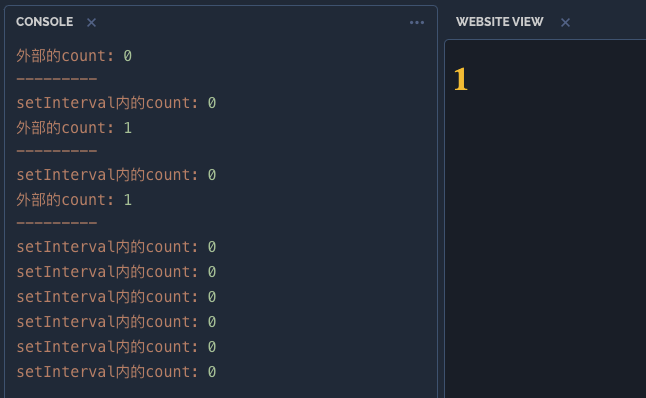 CONSOLE
外部的count: 0
---------
setInterval内的count: 0
外部的count: 1
---------
setInterval内的count: 0
外部的count: 1
---------
setInterval内的count: 0
setInterval内的count: 0
setInterval内的count: 0
setInterval内的count: 0
setInterval内的count: 0
setInterval内的count: 0
WEBSITE VIEW
1